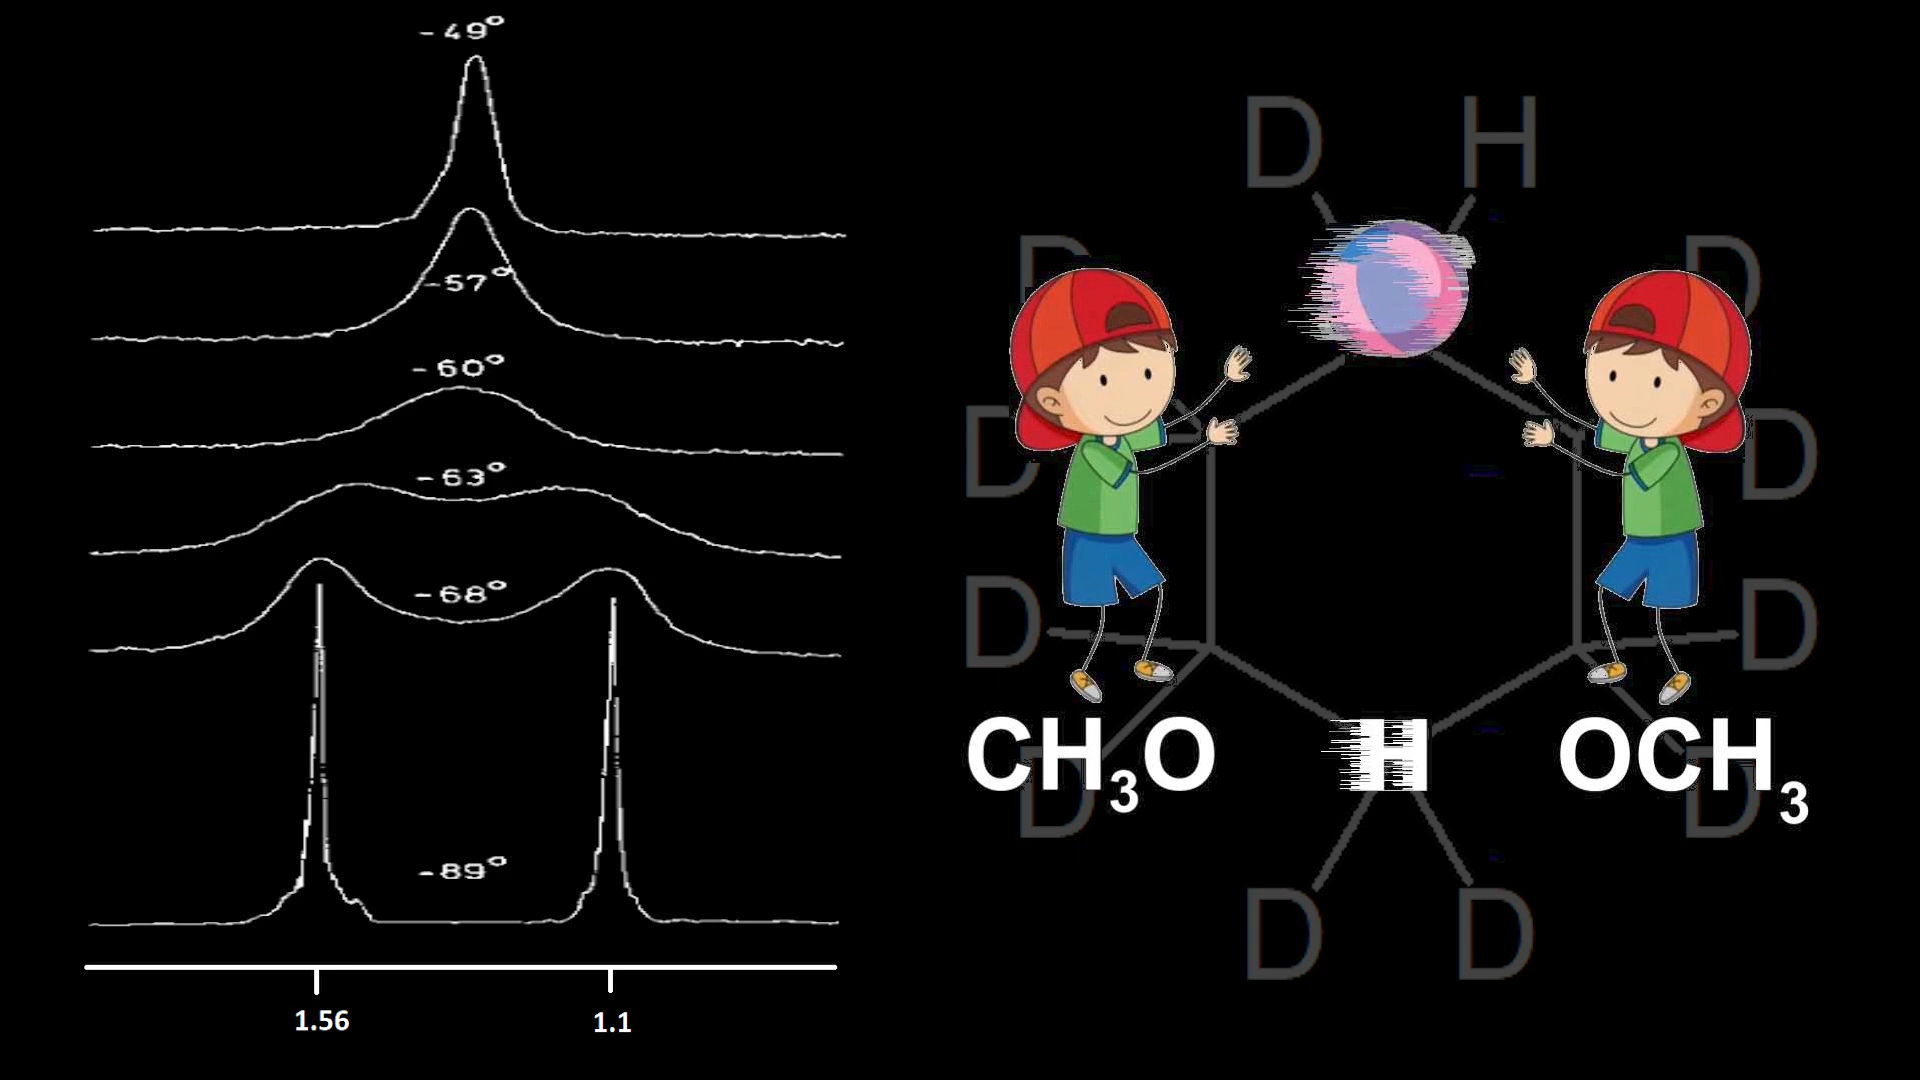 -49°
-57°
-60°
-63°
-68°
-89°
1.56
1.1
D H
D D
D D
D D
CH₃O H OCH₃
D D
D D